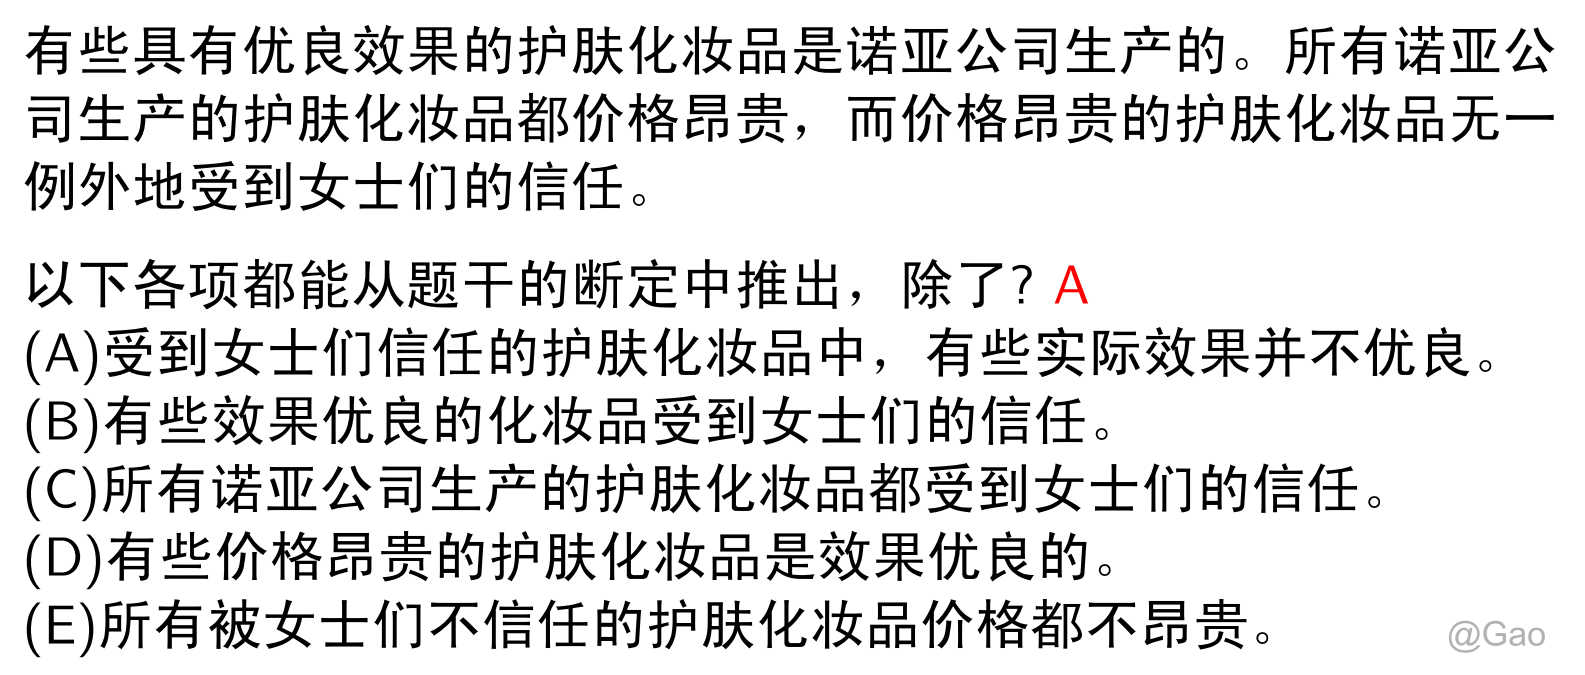 有些具有优良效果的护肤化妆品是诺亚公司生产的。所有诺亚公
司生产的护肤化妆品都价格昂贵，而价格昂贵的护肤化妆品无一
例外地受到女士们的信任。
以下各项都能从题干的断定中推出，除了? A
(A)受到女士们信任的护肤化妆品中，有些实际效果并不优良。
(B)有些效果优良的化妆品受到女士们的信任。
(C)所有诺亚公司生产的护肤化妆品都受到女士们的信任。
(D)有些价格昂贵的护肤化妆品是效果优良的。
(E)所有被女士们不信任的护肤化妆品价格都不昂贵。
@Gao